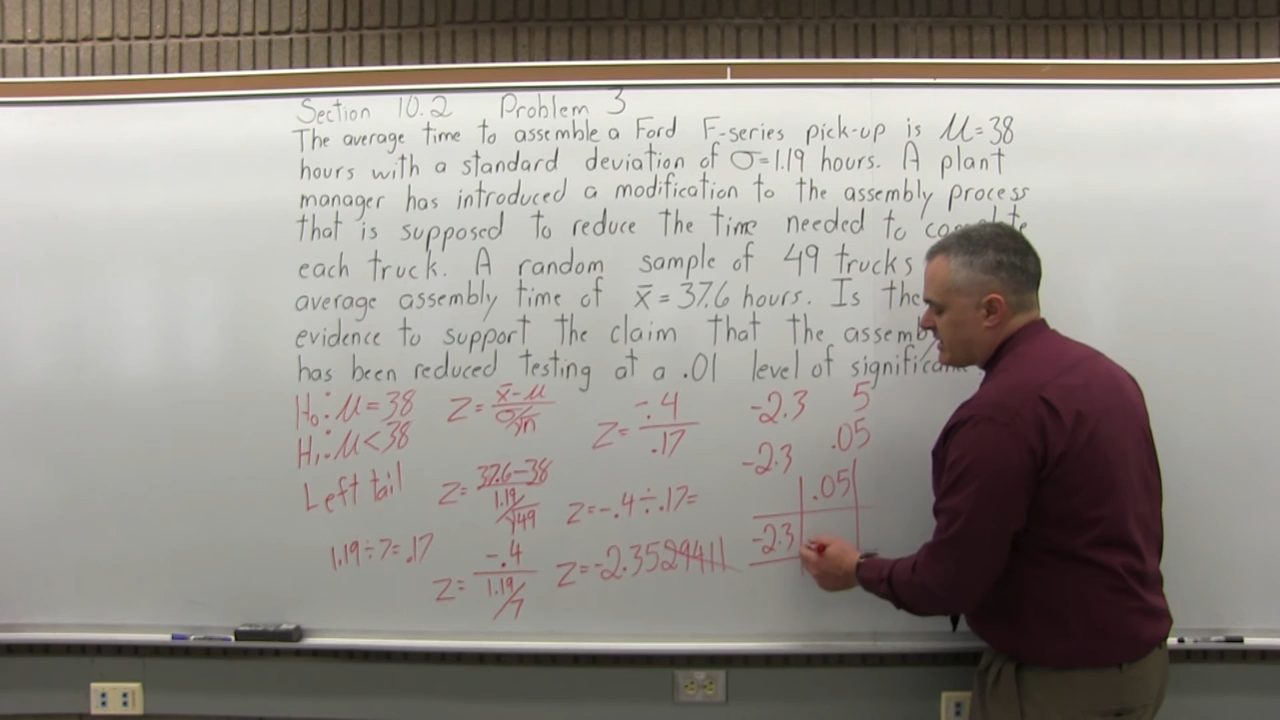 Section 10.2 Problem 3
The average time to assemble a Ford F-series pick-up is μ=38
hours with a standard deviation of σ=1.19 hours. A plant
manager has introduced a modification to the assembly process
that is supposed to reduce the time needed to
each truck. A random sample of 49 trucks
average assembly time of x̄=37.6 hours. Is
evidence to support the claim that the
has been reduced testing at a .01 level of
H₀: μ=38
H₁: μ<38
Left tail
1.19÷7=.17
Z= x̄-μ / σ/√n
Z= 37.6-38 / 1.19/√49
Z= -.4 / 1.19/7
Z= -.4 / .17
Z=-.4÷.17=
Z=-2.3529411
-2.3 5
-2.3 .05
.05
-2.3